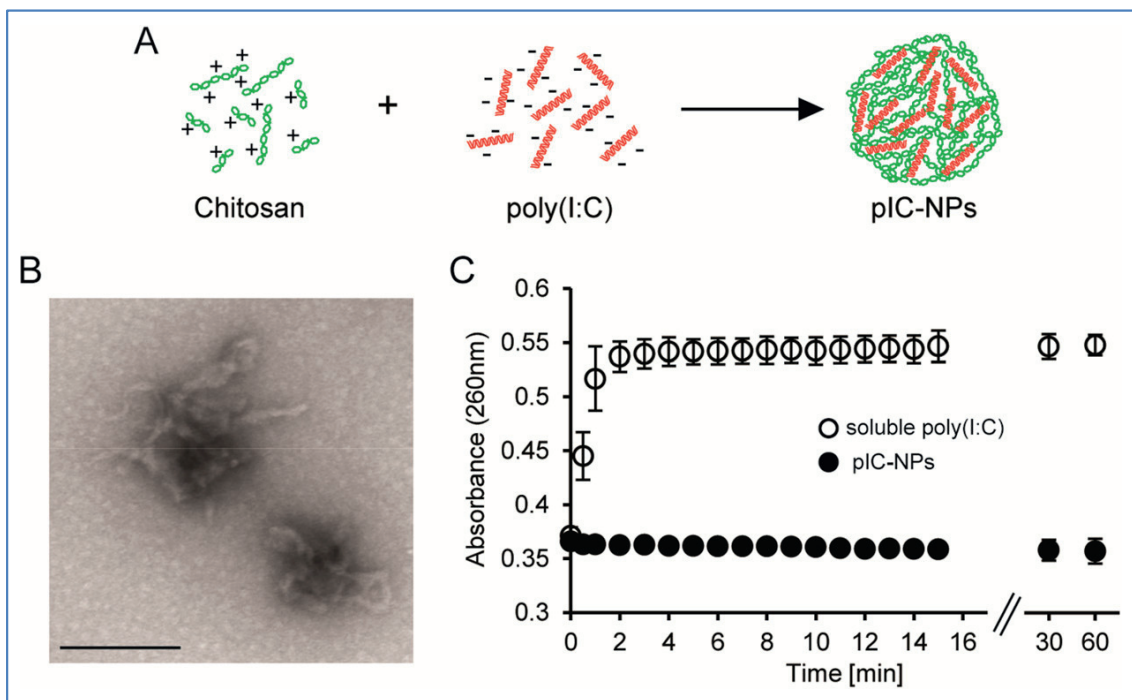 A
+ + + + + + + + +
+
- - - - - - - - - - - - - - -
Chitosan
poly(I:C)
pIC-NPs
B
C
Absorbance (260nm)
0.6
0.55
0.5
0.45
0.4
0.35
0.3
soluble poly(I:C)
pIC-NPs
0 2 4 6 8 10 12 14 16 // 30 60
Time [min]